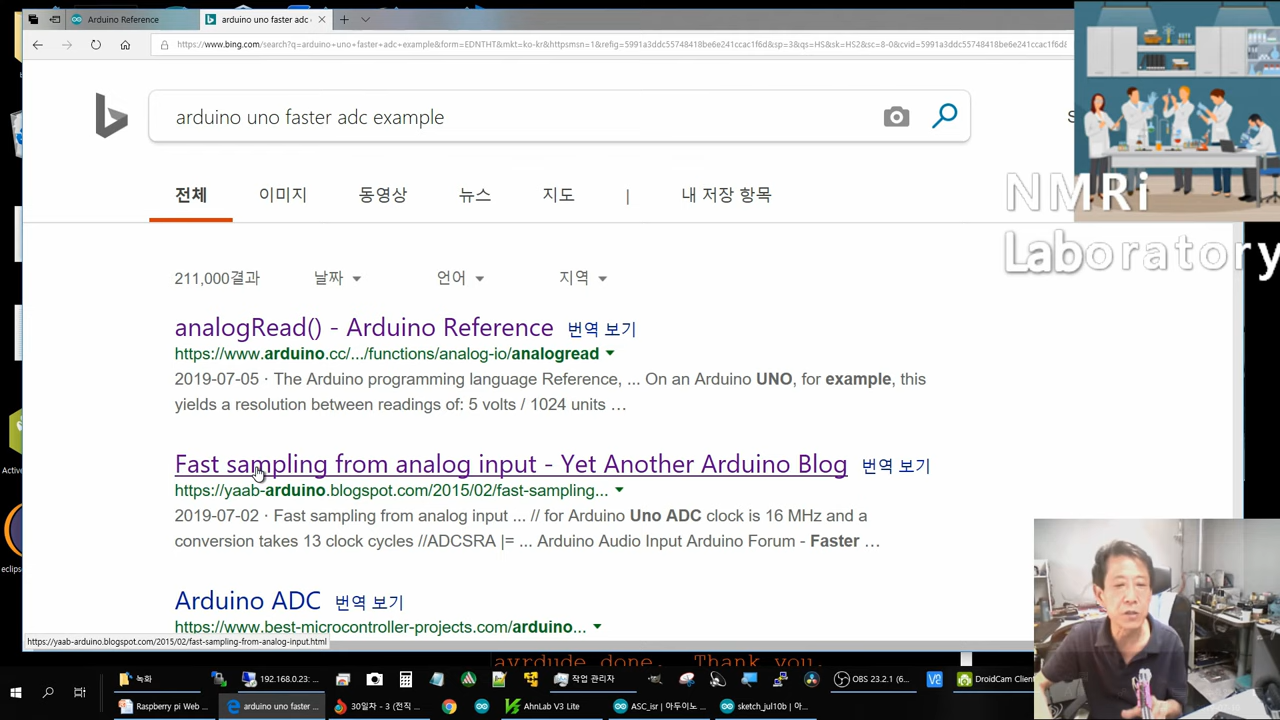 Arduino Reference
arduino uno faster adc
https://www.bing.com/search?q=arduino+uno+faster+adc+example&form=EDNTHT&mkt=ko-kr&httpsmsn=1&refig=5991a3ddc55748418be6e241ccac1f6d&sp=3&qs=HS&sk=HS2&sc=8-0&cvid=5991a3ddc55748418be6e241ccac1f6d
arduino uno faster adc example
전체 이미지 동영상 뉴스 지도 | 내 저장 항목
NMRi
Laboratory
211,000결과 날짜 언어 지역
analogRead() - Arduino Reference 번역 보기
https://www.arduino.cc/.../functions/analog-io/analogread
2019-07-05 · The Arduino programming language Reference, ... On an Arduino UNO, for example, this
yields a resolution between readings of: 5 volts / 1024 units ...
Fast sampling from analog input - Yet Another Arduino Blog 번역 보기
https://yaab-arduino.blogspot.com/2015/02/fast-sampling...
2019-07-02 · Fast sampling from analog input ... // for Arduino Uno ADC clock is 16 MHz and a
conversion takes 13 clock cycles //ADCSRA |= ... Arduino Audio Input Arduino Forum - Faster ...
Arduino ADC 번역 보기
https://www.best-microcontroller-projects.com/arduino...
https://yaab-arduino.blogspot.com/2015/02/fast-sampling-from-analog-input.html
avrdude done. Thank you.
Active
eclips
녹화 192.168.0.23: ... 작업 관리자 OBS 23.2.1 (6... DroidCam Client
Raspberry pi Web ... arduino uno faster ... 30일차 - 3 (전직 ... AhnLab V3 Lite ASC_isr | 아두이노 ... sketch_jul10b | 아...